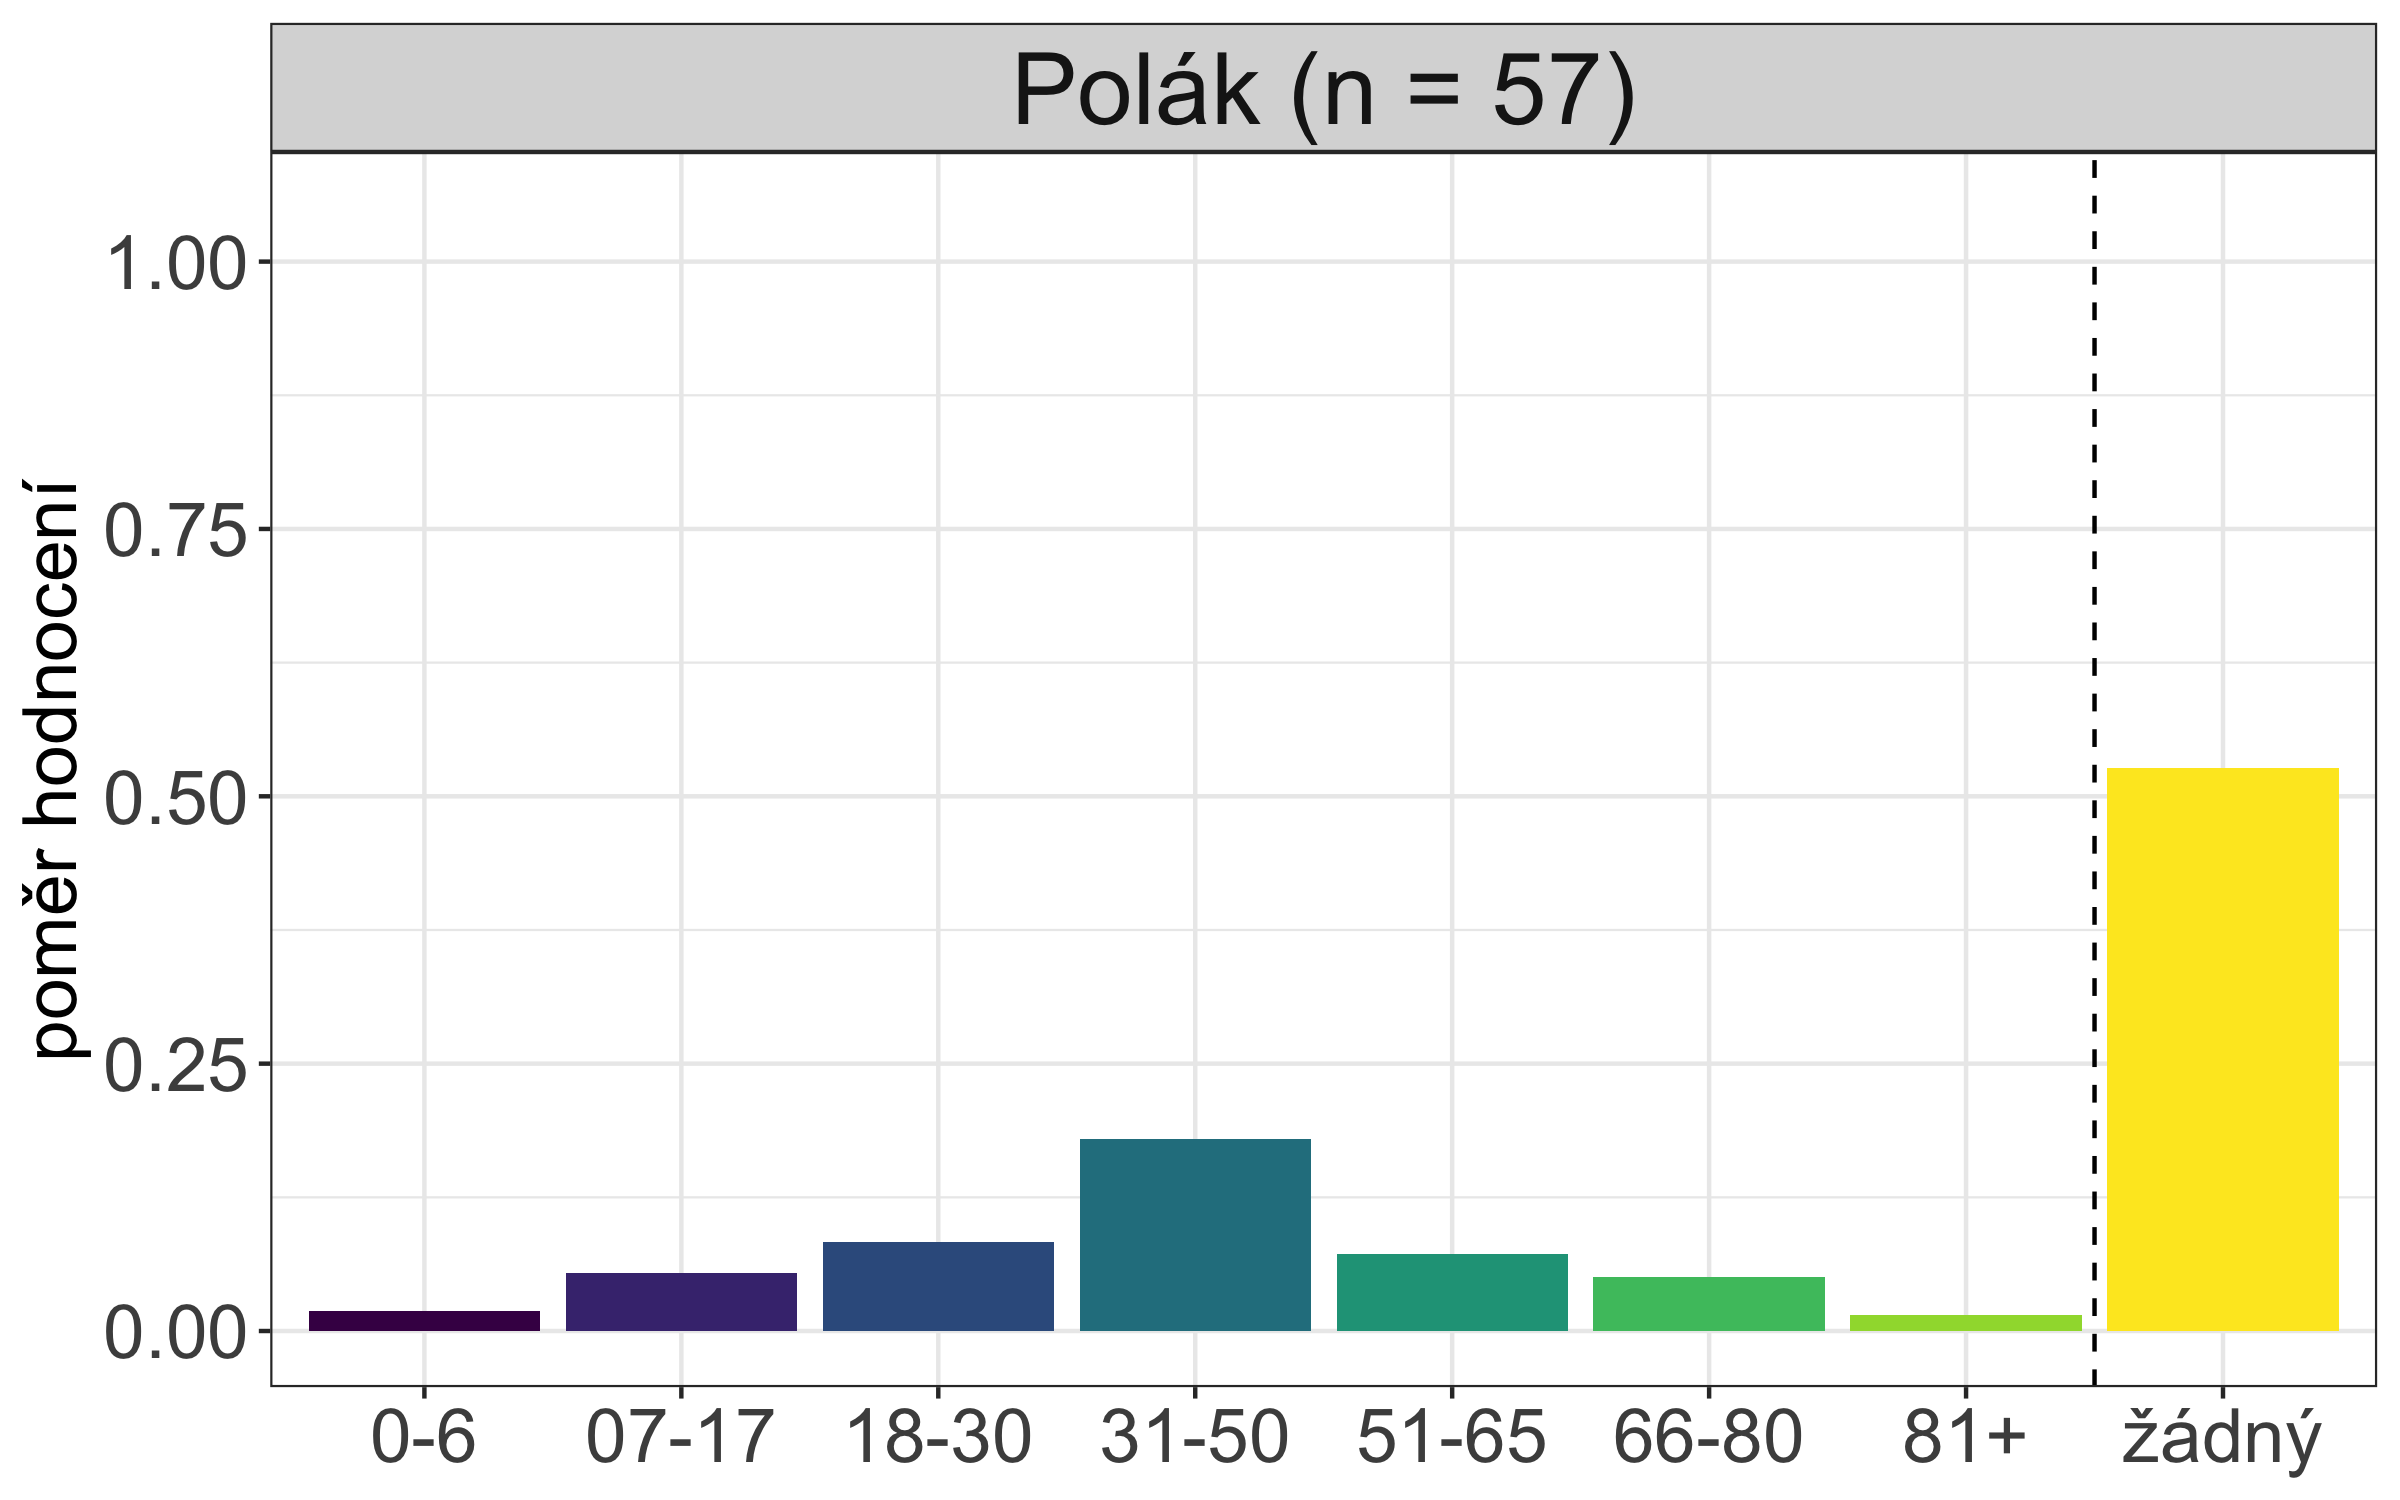 Polák (n = 57)
poměr hodnocení
1.00
0.75
0.50
0.25
0.00
0-6 07-17 18-30 31-50 51-65 66-80 81+ žádný